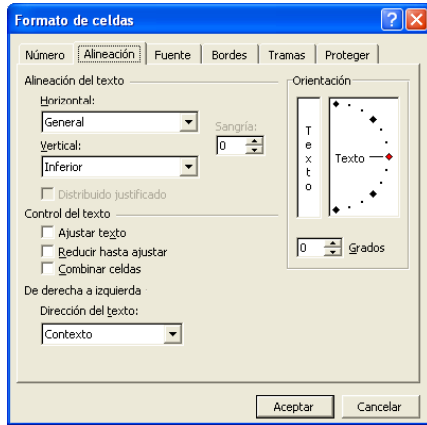 Formato de celdas
Número Alineación Fuente Bordes Tramas Proteger
Alineación del texto
Horizontal:
General
Sangría:
0
Vertical:
Inferior
Distribuido justificado
Control del texto
Ajustar texto
Reducir hasta ajustar
Combinar celdas
De derecha a izquierda
Dirección del texto:
Contexto
Orientación
Texto
Texto
0 Grados
Aceptar Cancelar